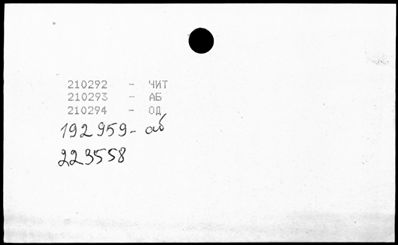 210292 - ЧИТ
210293 - АБ
210294 - ОД
192959 - аб
223558